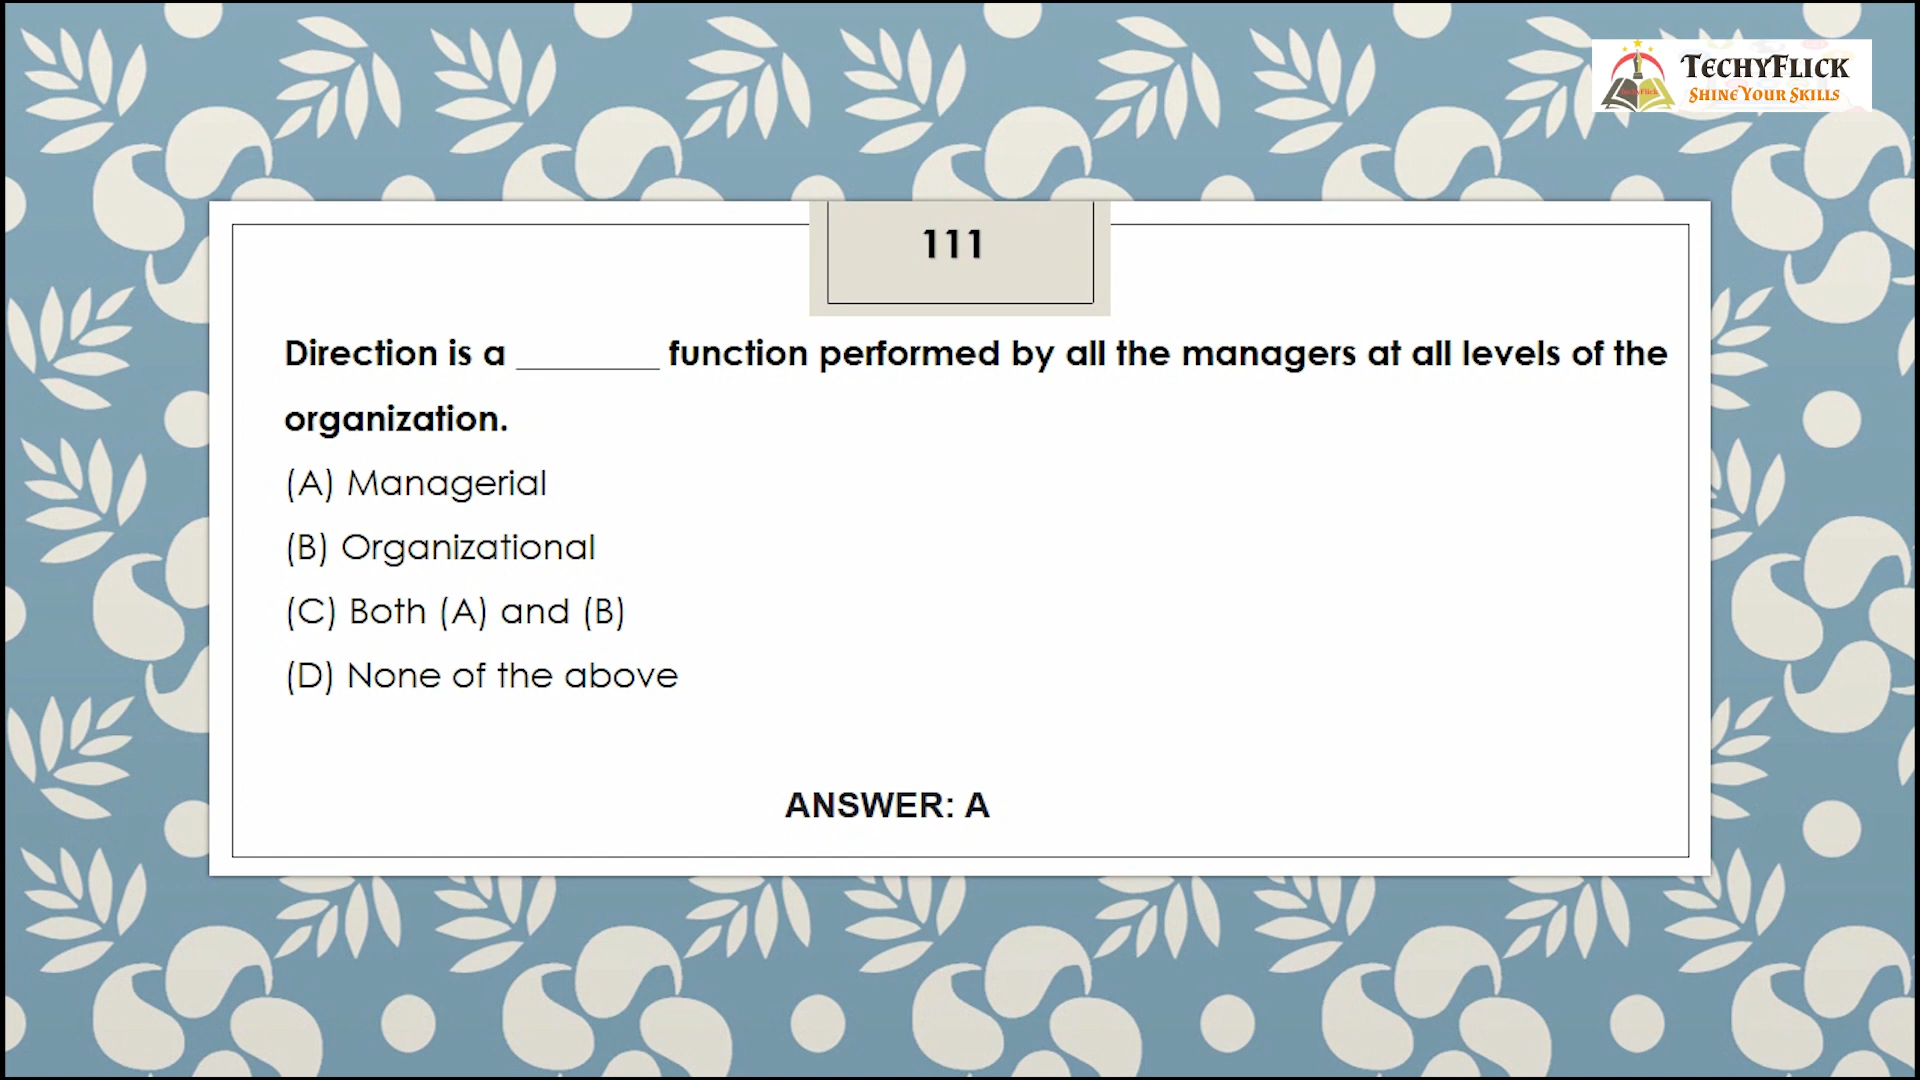 TECHYFLICK
SHINE YOUR SKILLS
111
Direction is a ________ function performed by all the managers at all levels of the
organization.
(A) Managerial
(B) Organizational
(C) Both (A) and (B)
(D) None of the above
ANSWER: A